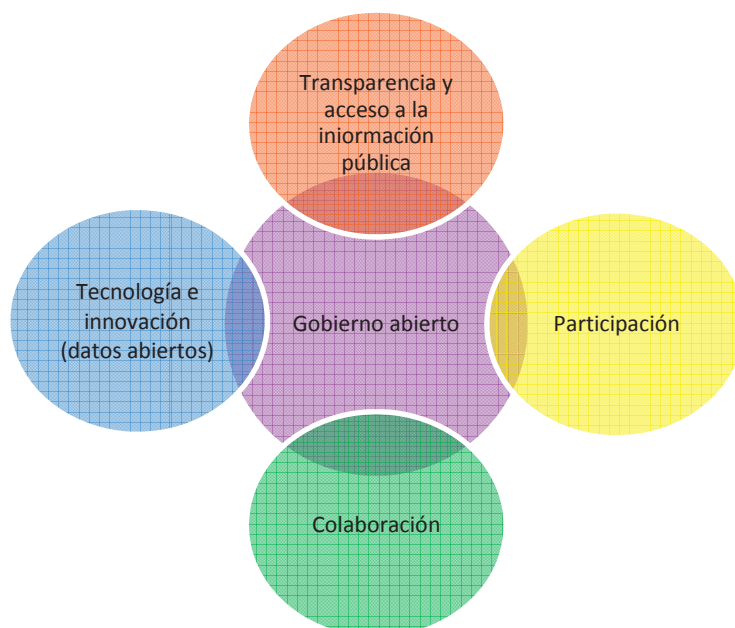 Transparencia y
acceso a la
iniormación
pública
Tecnología e
innovación
(datos abiertos)
Gobierno abierto
Participación
Colaboración